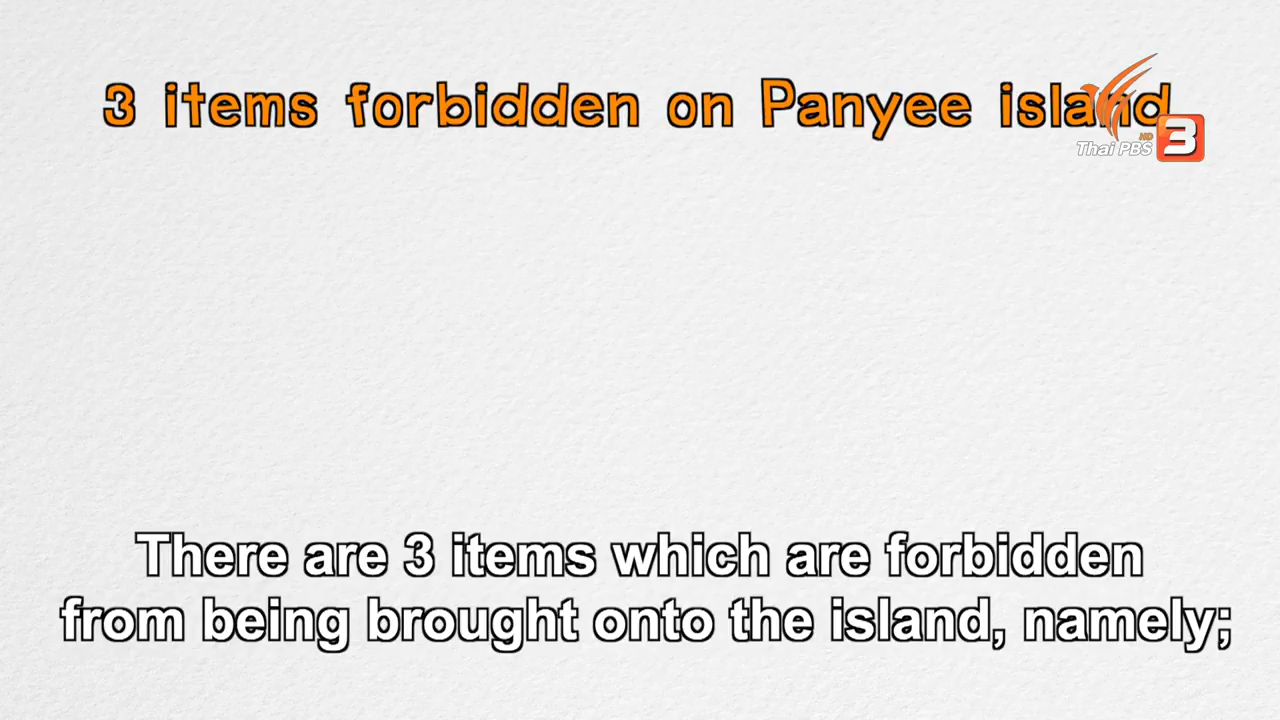 3 items forbidden on Panyee island
HD
Thai PBS 3
There are 3 items which are forbidden
from being brought onto the island, namely;